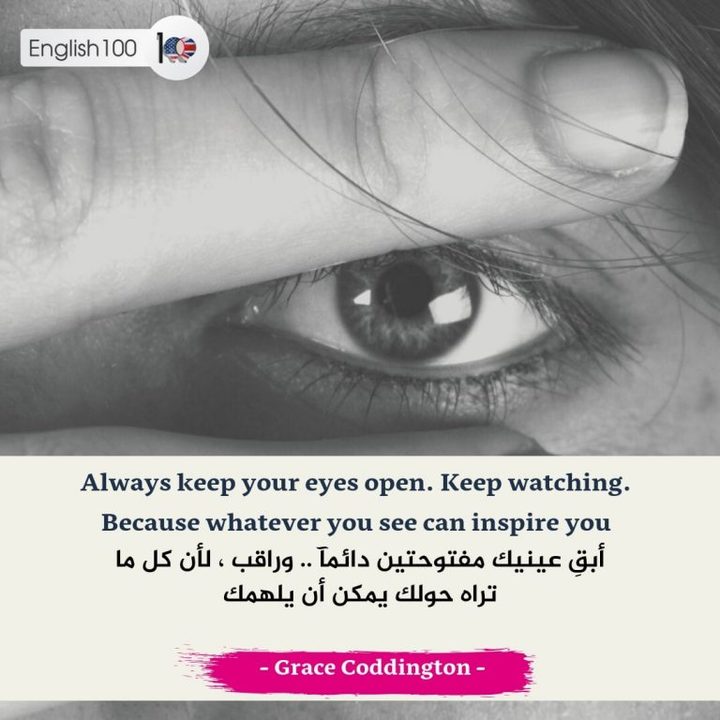 English100
Always keep your eyes open. Keep watching.
Because whatever you see can inspire you
أبقِ عينيك مفتوحتين دائماً .. وراقب ، لأن كل ما
تراه حولك يمكن أن يلهمك
- Grace Coddington -